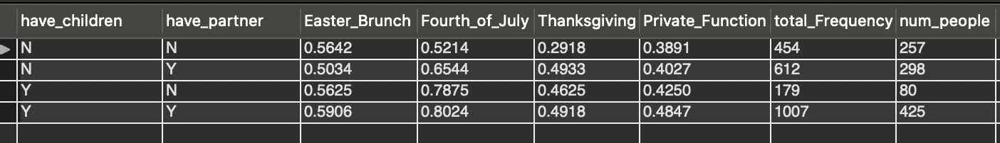 have_children have_partner Easter_Brunch Fourth_of_July Thanksgiving Private_Function total_Frequency num_people
N N 0.5642 0.5214 0.2918 0.3891 454 257
N Y 0.5034 0.6544 0.4933 0.4027 612 298
Y N 0.5625 0.7875 0.4625 0.4250 179 80
Y Y 0.5906 0.8024 0.4918 0.4847 1007 425